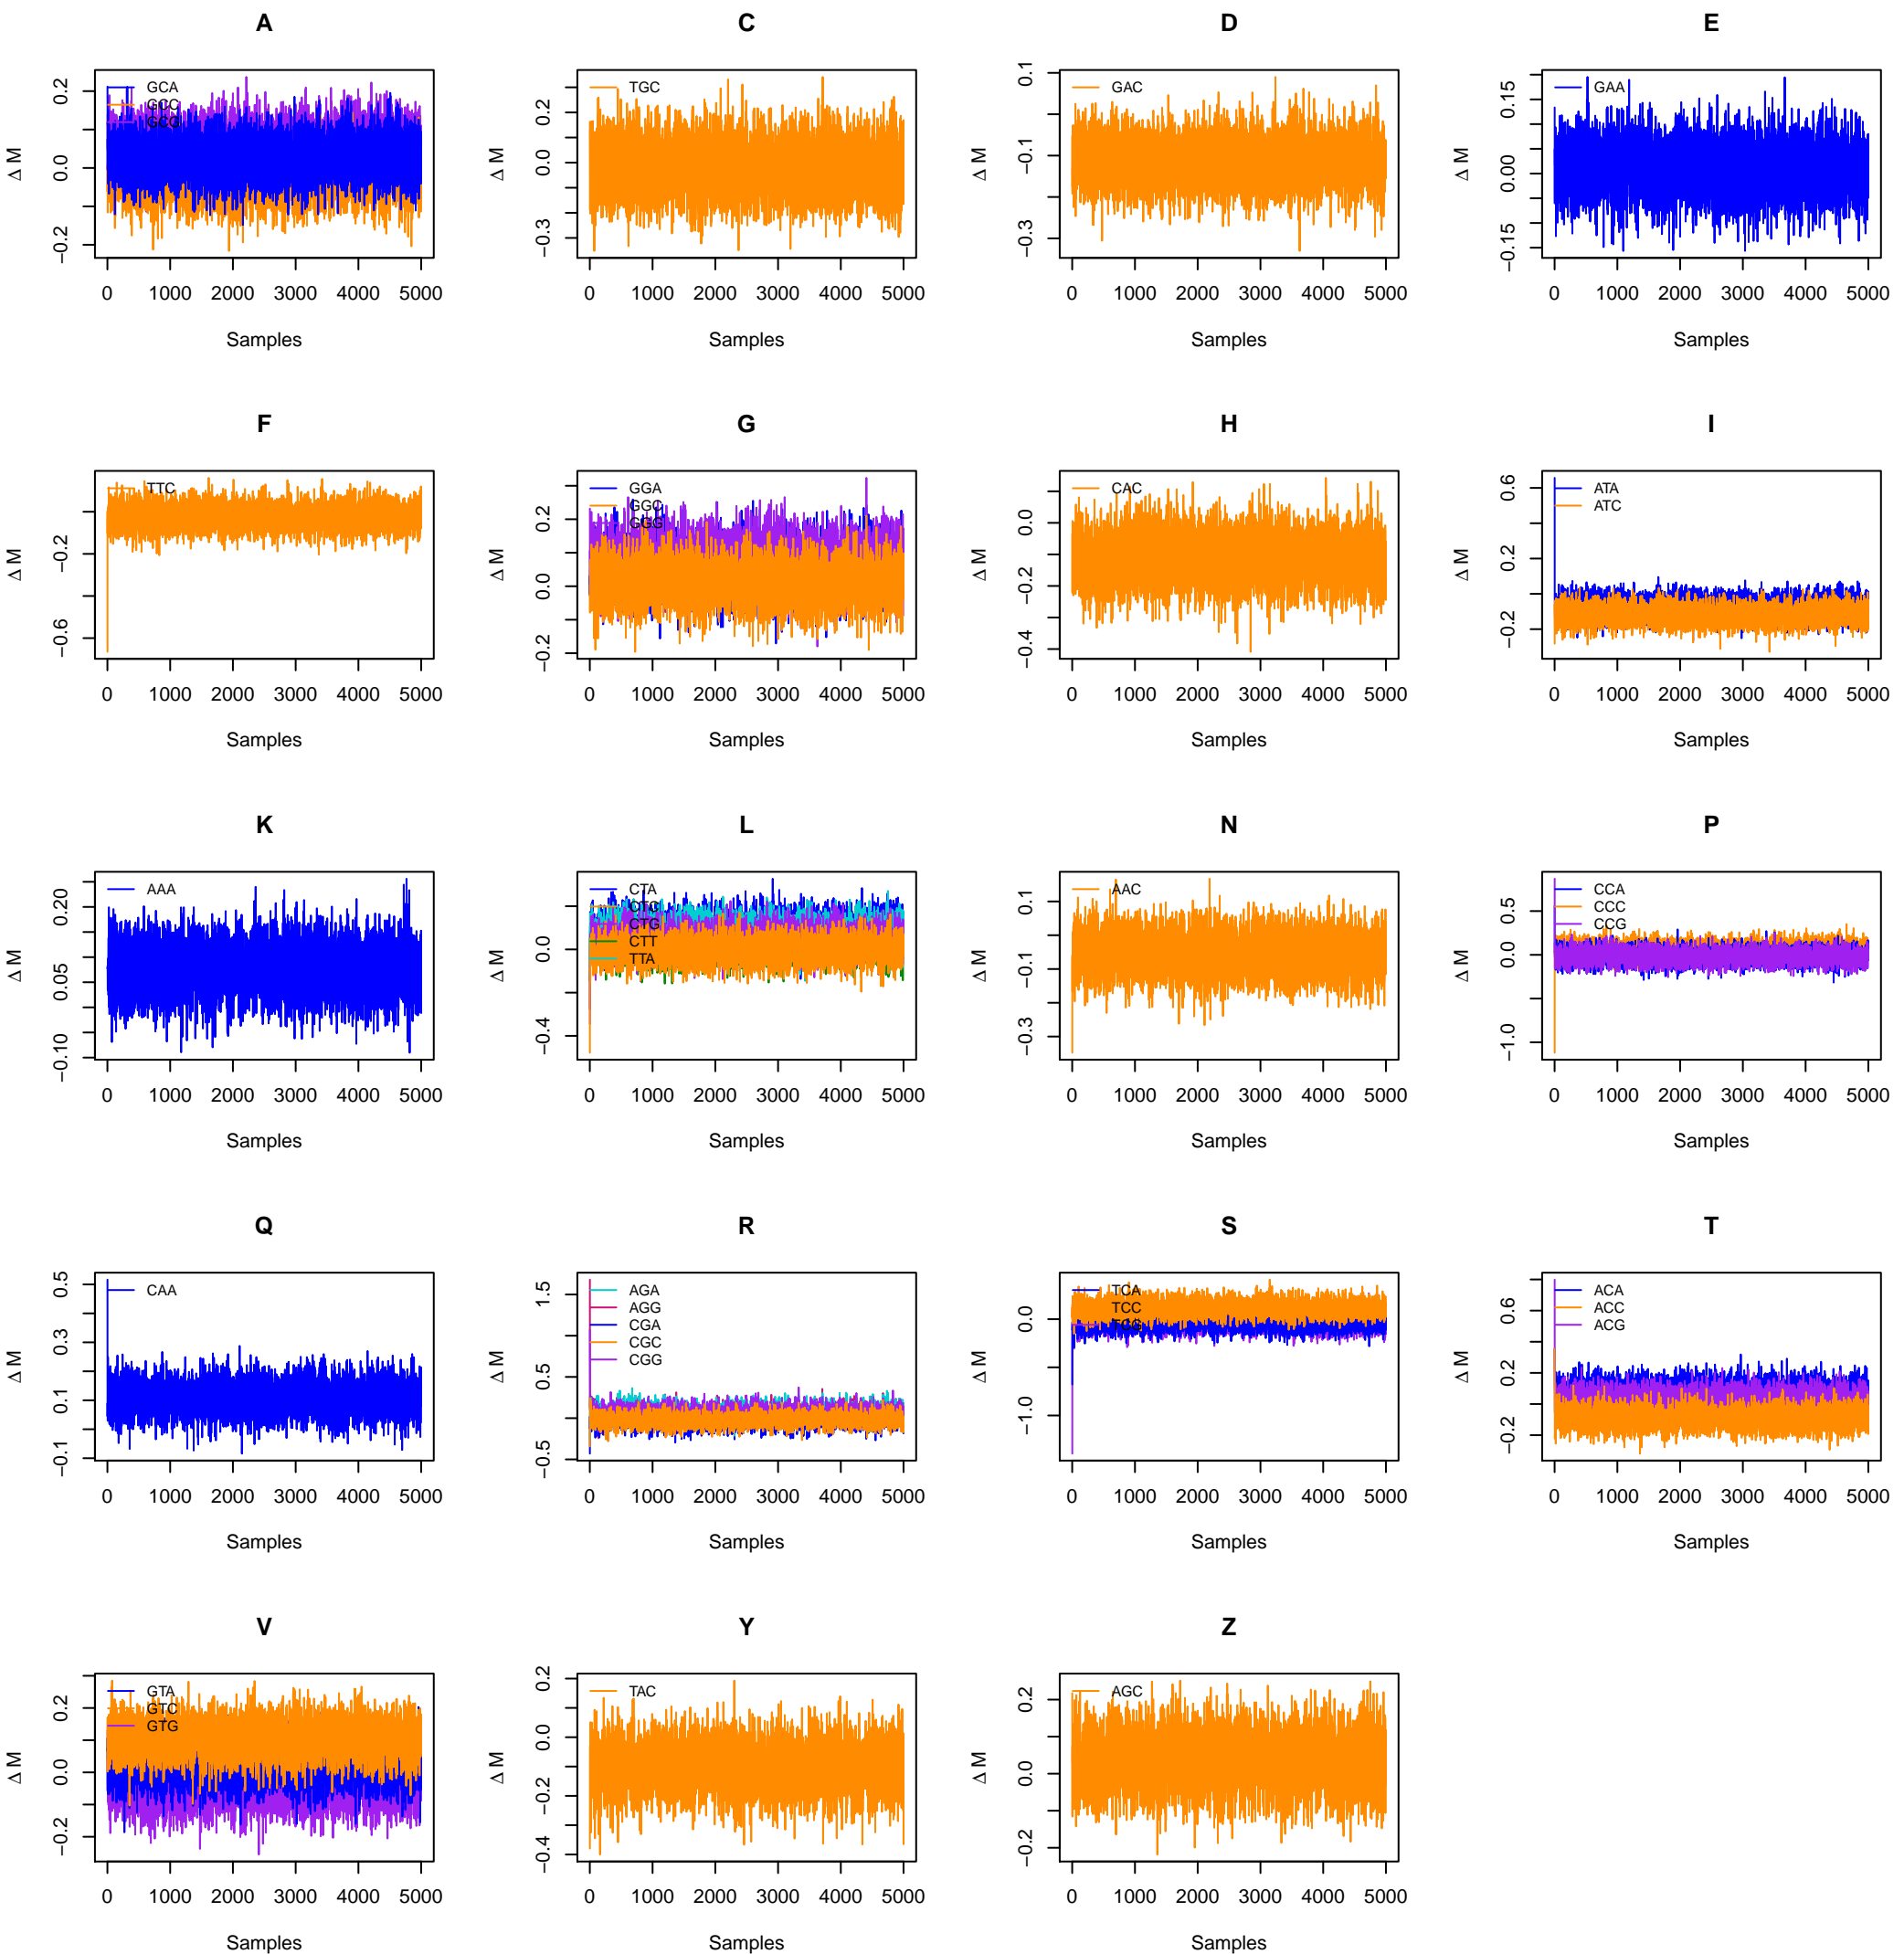 A
C
D
E
Δ M
0.2
0.0
−0.2
GCA
GCC
GCG
0 1000 2000 3000 4000 5000
Samples
Δ M
0.2
0.0
−0.3
TGC
0 1000 2000 3000 4000 5000
Samples
Δ M
0.1
−0.1
−0.3
GAC
0 1000 2000 3000 4000 5000
Samples
Δ M
0.15
0.00
−0.15
GAA
0 1000 2000 3000 4000 5000
Samples
F
G
H
I
Δ M
−0.2
−0.6
TTC
0 1000 2000 3000 4000 5000
Samples
Δ M
0.2
0.0
−0.2
GGA
GGC
GGG
0 1000 2000 3000 4000 5000
Samples
Δ M
0.0
−0.2
−0.4
CAC
0 1000 2000 3000 4000 5000
Samples
Δ M
0.6
0.2
−0.2
ATA
ATC
0 1000 2000 3000 4000 5000
Samples
K
L
N
P
Δ M
0.20
0.05
−0.10
AAA
0 1000 2000 3000 4000 5000
Samples
Δ M
0.0
−0.4
CTA
CTC
CTG
CTT
TTA
0 1000 2000 3000 4000 5000
Samples
Δ M
0.1
−0.1
−0.3
AAC
0 1000 2000 3000 4000 5000
Samples
Δ M
0.5
0.0
−1.0
CCA
CCC
CCG
0 1000 2000 3000 4000 5000
Samples
Q
R
S
T
Δ M
0.5
0.3
0.1
−0.1
CAA
0 1000 2000 3000 4000 5000
Samples
Δ M
1.5
0.5
−0.5
AGA
AGG
CGA
CGC
CGG
0 1000 2000 3000 4000 5000
Samples
Δ M
0.0
−1.0
TCA
TCC
TCG
0 1000 2000 3000 4000 5000
Samples
Δ M
0.6
0.2
−0.2
ACA
ACC
ACG
0 1000 2000 3000 4000 5000
Samples
V
Y
Z
Δ M
0.2
0.0
−0.2
GTA
GTC
GTG
0 1000 2000 3000 4000 5000
Samples
Δ M
0.2
0.0
−0.2
−0.4
TAC
0 1000 2000 3000 4000 5000
Samples
Δ M
0.2
0.0
−0.2
AGC
0 1000 2000 3000 4000 5000
Samples